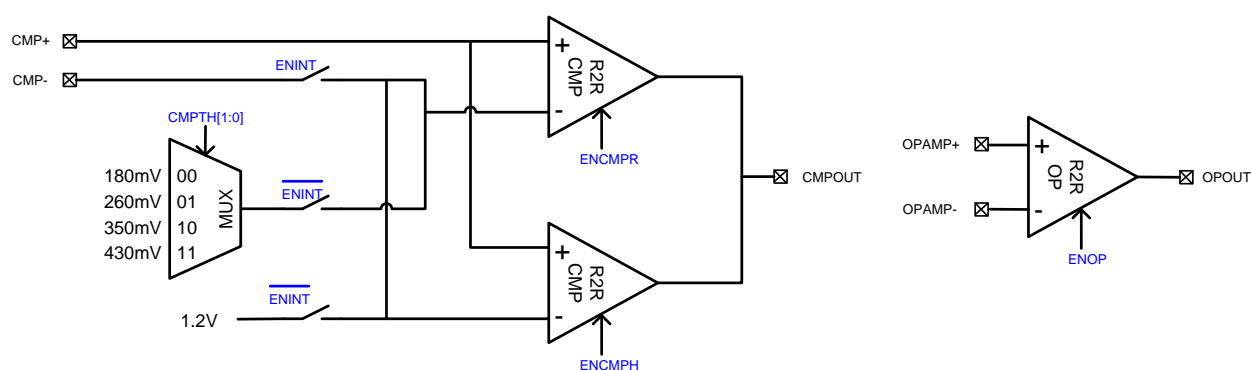 CMP+
CMP-
ENINT
CMPTH[1:0]
180mV 00
260mV 01
350mV 10
430mV 11
MUX
ENINT
1.2V
ENINT
+
-
R2R
CMP
ENCMPR
+
-
R2R
CMP
ENCMPH
CMPOUT
OPAMP+
OPAMP-
+
-
R2R
OP
ENOP
OPOUT